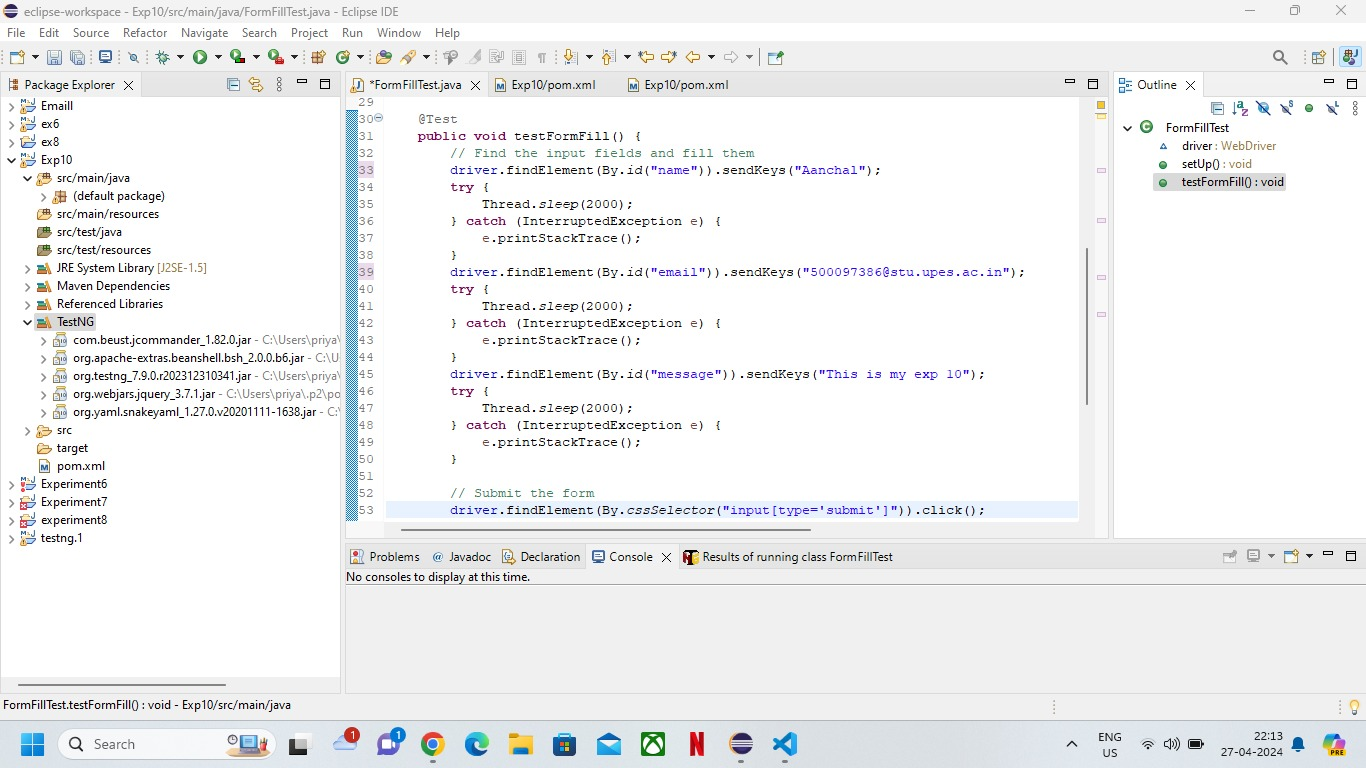 eclipse-workspace - Exp10/src/main/java/FormFillTest.java - Eclipse IDE
File Edit Source Refactor Navigate Search Project Run Window Help
Package Explorer
Emaill
ex6
ex8
Exp10
src/main/java
(default package)
src/main/resources
src/test/java
src/test/resources
JRE System Library [J2SE-1.5]
Maven Dependencies
Referenced Libraries
TestNG
com.beust.jcommander_1.82.0.jar - C:\Users\priya\
org.apache-extras.beanshell.bsh_2.0.0.b6.jar - C:\U
org.testng_7.9.0.r202312310341.jar - C:\Users\priya\
org.webjars.jquery_3.7.1.jar - C:\Users\priya\.p2\po
org.yaml.snakeyaml_1.27.0.v20201111-1638.jar - C:\
src
target
pom.xml
Experiment6
Experiment7
experiment8
testng.1
*FormFillTest.java Exp10/pom.xml Exp10/pom.xml
29
30 @Test
31 public void testFormFill() {
32 // Find the input fields and fill them
33 driver.findElement(By.id("name")).sendKeys("Aanchal");
34 try {
35 Thread.sleep(2000);
36 } catch (InterruptedException e) {
37 e.printStackTrace();
38 }
39 driver.findElement(By.id("email")).sendKeys("500097386@stu.upes.ac.in");
40 try {
41 Thread.sleep(2000);
42 } catch (InterruptedException e) {
43 e.printStackTrace();
44 }
45 driver.findElement(By.id("message")).sendKeys("This is my exp 10");
46 try {
47 Thread.sleep(2000);
48 } catch (InterruptedException e) {
49 e.printStackTrace();
50 }
51
52 // Submit the form
53 driver.findElement(By.cssSelector("input[type='submit']")).click();
Outline
FormFillTest
driver : WebDriver
setUp() : void
testFormFill() : void
Problems Javadoc Declaration Console Results of running class FormFillTest
No consoles to display at this time.
FormFillTest.testFormFill() : void - Exp10/src/main/java
Search
1
1
ENG
US
22:13
27-04-2024
PRE